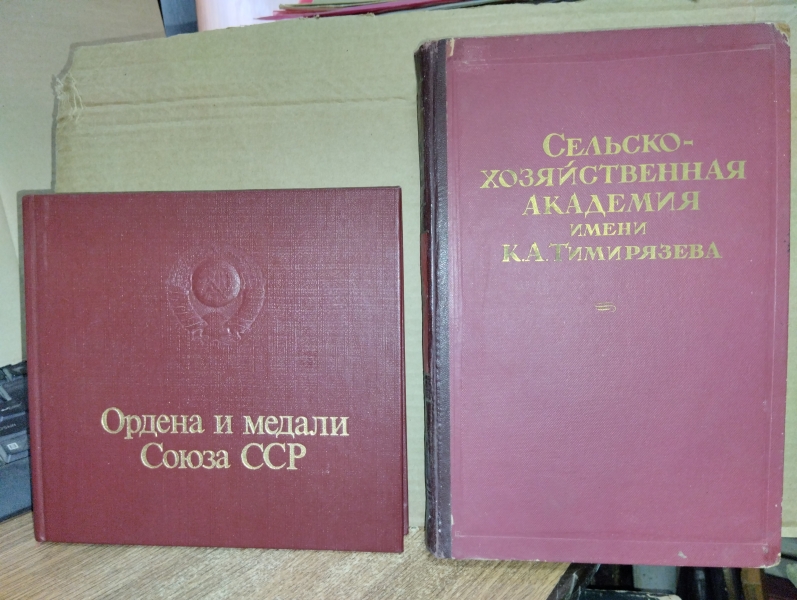 Ордена и медали
Союза ССР
Сельско-
хозяйственная
академия
имени
К.А.Тимирязева